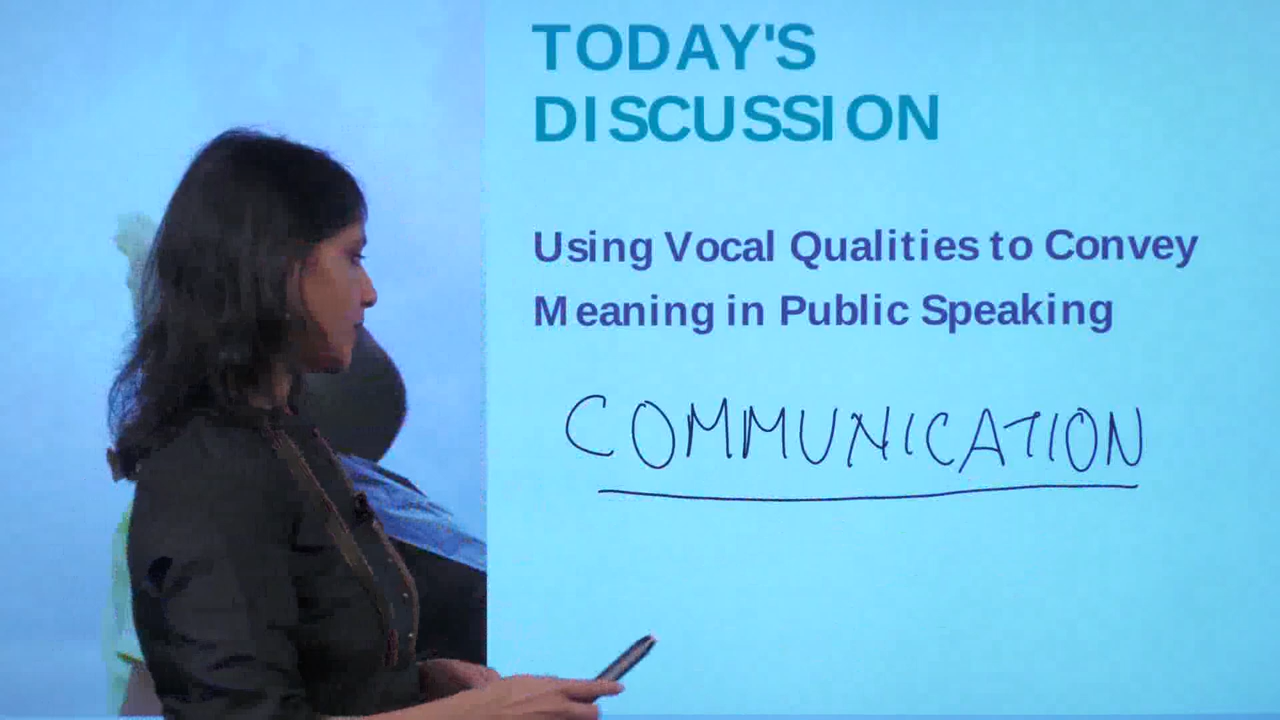 TODAY'S
DISCUSSION
Using Vocal Qualities to Convey
Meaning in Public Speaking
COMMUNICATION